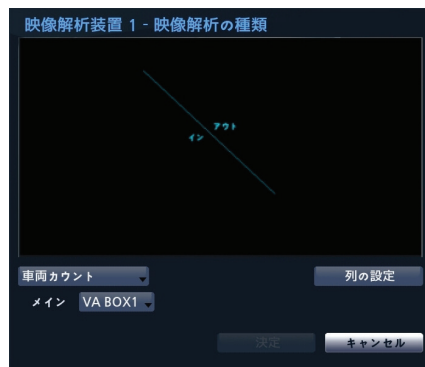 映像解析装置 1 - 映像解析の種類
アウト
イン
車両カウント
列の設定
メイン VA BOX1
決定
キャンセル